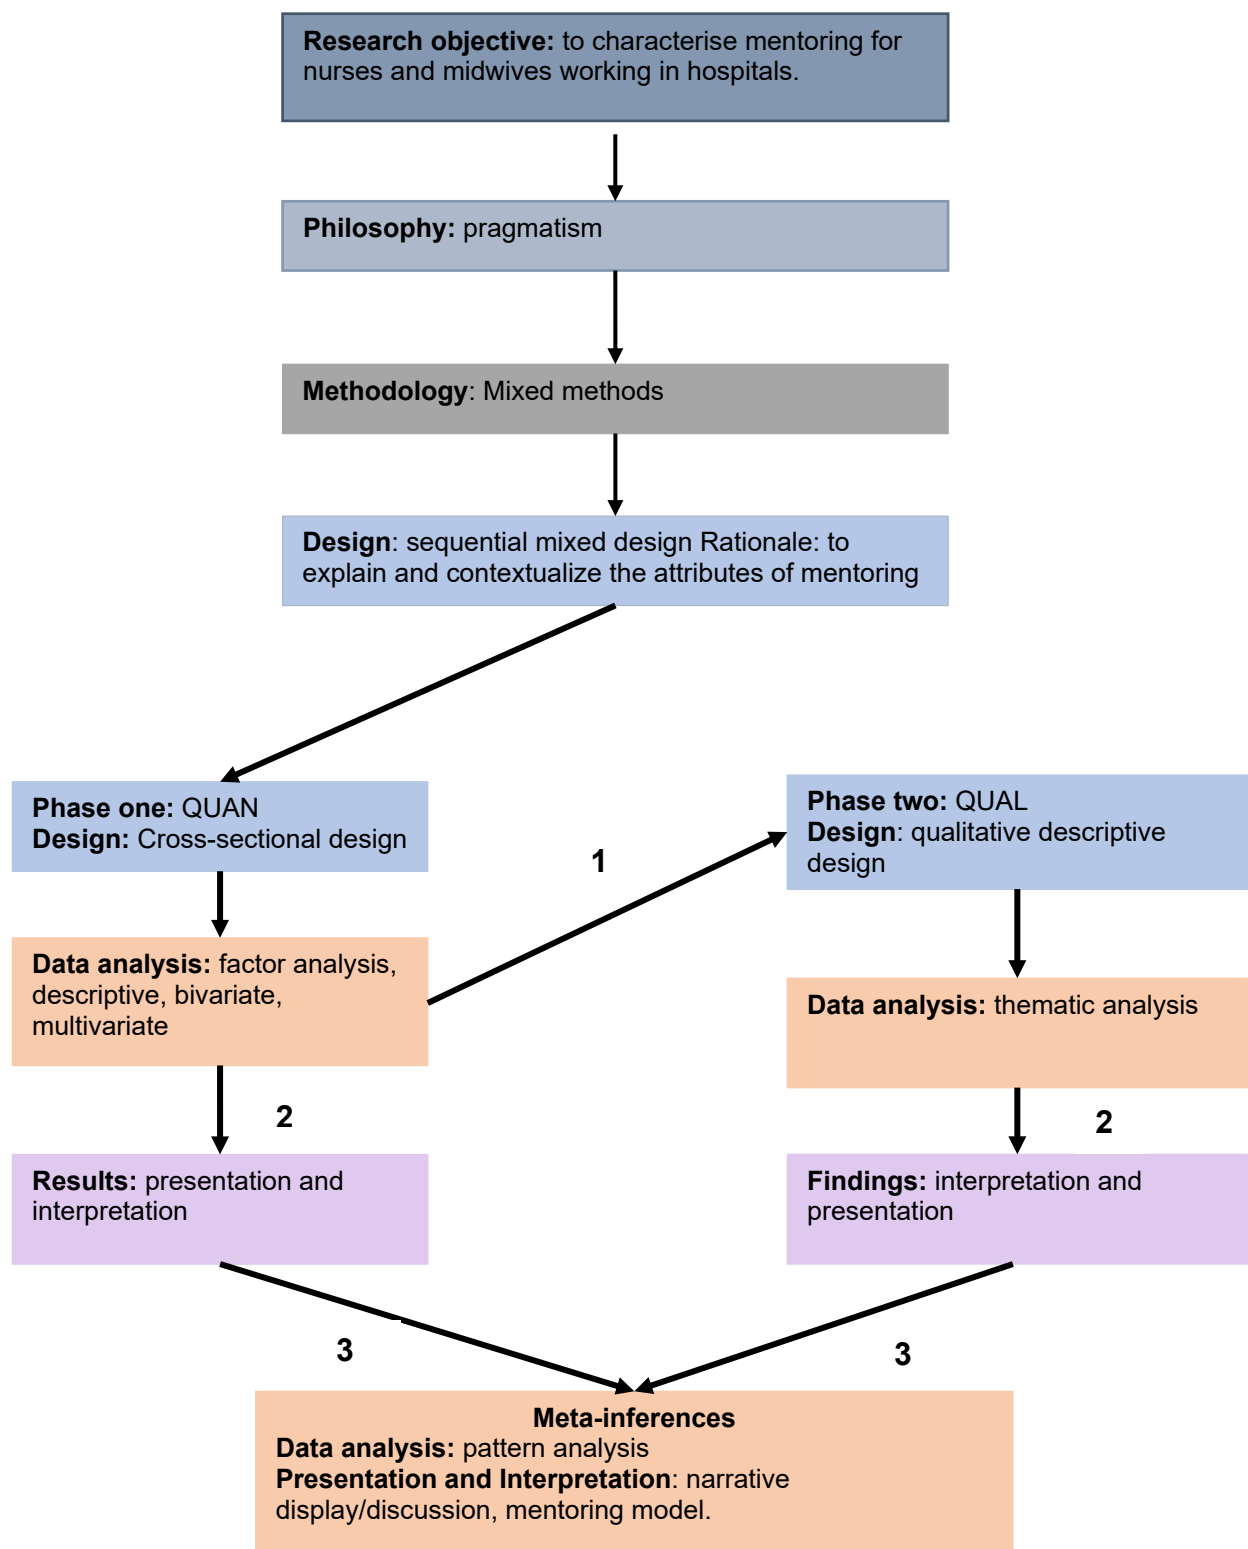 Research objective: to characterise mentoring for
nurses and midwives working in hospitals.
Philosophy: pragmatism
Methodology: Mixed methods
Design: sequential mixed design Rationale: to
explain and contextualize the attributes of mentoring
Phase one: QUAN
Design: Cross-sectional design
1
Phase two: QUAL
Design: qualitative descriptive
design
Data analysis: factor analysis,
descriptive, bivariate,
multivariate
Data analysis: thematic analysis
2
2
Results: presentation and
interpretation
Findings: interpretation and
presentation
3
3
Meta-inferences
Data analysis: pattern analysis
Presentation and Interpretation: narrative
display/discussion, mentoring model.